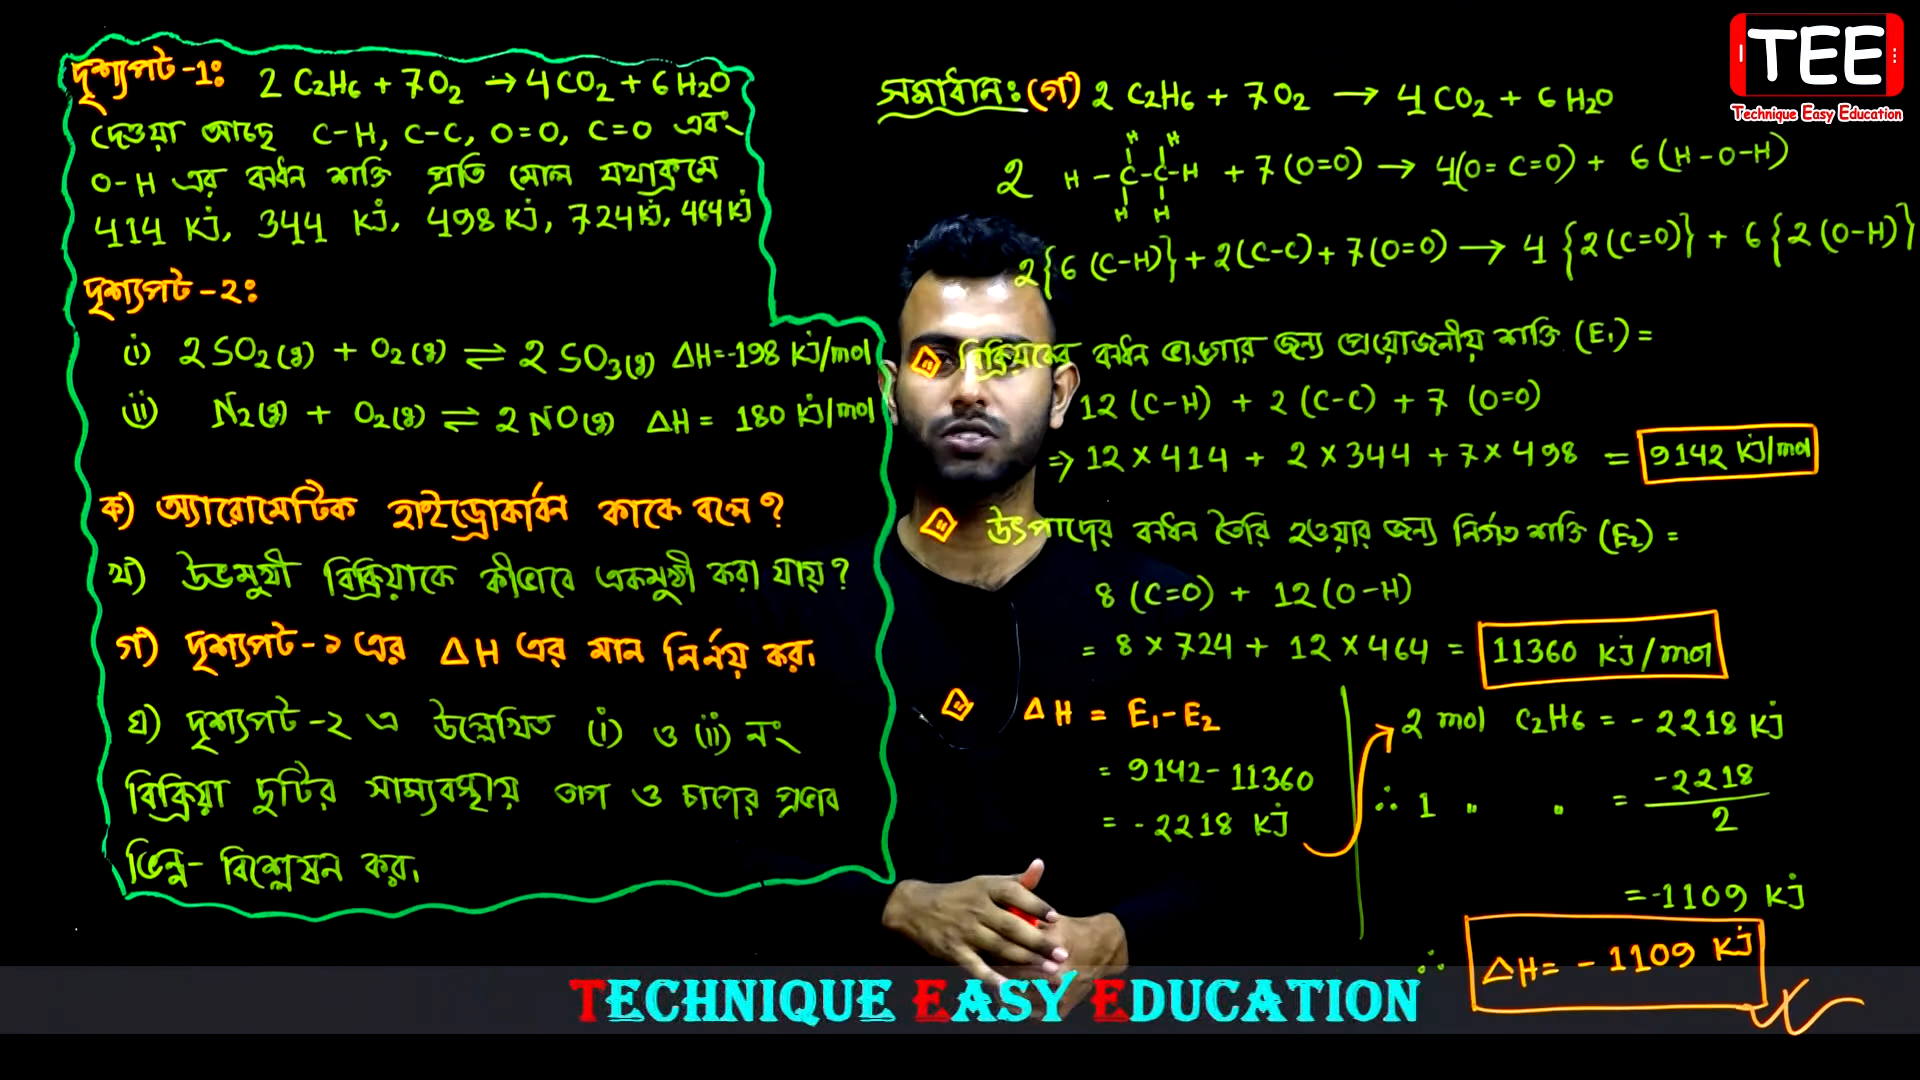 TEE
Technique Easy Education
দৃশ্যপট -1: 2 C2H6 + 7O2 → 4CO2 + 6H2O
দেওয়া আছে C-H, C-C, O=O, C=O এবং
O-H এর বন্ধন শক্তি প্রতি মোল যথাক্রমে
414 KJ, 344 KJ, 498 KJ, 724 KJ, 464 KJ
দৃশ্যপট -২:
(i) 2SO2(g) + O2(g) ⇌ 2SO3(g) ΔH=-198 KJ/mol
(ii) N2(g) + O2(g) ⇌ 2NO(g) ΔH = 180 KJ/mol
ক) অ্যারোমেটিক হাইড্রোকার্বন কাকে বলে?
খ) উভমুখী বিক্রিয়াকে কীভাবে একমুখী করা যায়?
গ) দৃশ্যপট-১ এর ΔH এর মান নির্নয় কর।
ঘ) দৃশ্যপট -২ এ উল্লেখিত (i) ও (ii) নং
বিক্রিয়া দুটির সাম্যবস্থায় তাপ ও চাপের প্রভাব
ভিন্ন- বিশ্লেষন কর।
সমাধান: (গ) 2 C2H6 + 7O2 → 4CO2 + 6H2O
H H
2 H-C-C-H + 7(O=O) → 4(O=C=O) + 6(H-O-H)
H H
2{6(C-H)} + 2(C-C) + 7(O=O) → 4{2(C=O)} + 6{2(O-H)}
বিক্রিয়কের বন্ধন ভাঙার জন্য প্রয়োজনীয় শক্তি (E1) =
12(C-H) + 2(C-C) + 7(O=O)
⇒ 12×414 + 2×344 + 7×498 = 9142 KJ/mol
উৎপাদের বন্ধন তৈরি হওয়ার জন্য নির্গত শক্তি (E2) =
8(C=O) + 12(O-H)
= 8×724 + 12×464 = 11360 KJ/mol
ΔH = E1-E2
= 9142-11360
= -2218 KJ
2 mol C2H6 = -2218 KJ
∴ 1 " " = -2218/2
= -1109 KJ
∴ ΔH = -1109 KJ
TECHNIQUE EASY EDUCATION